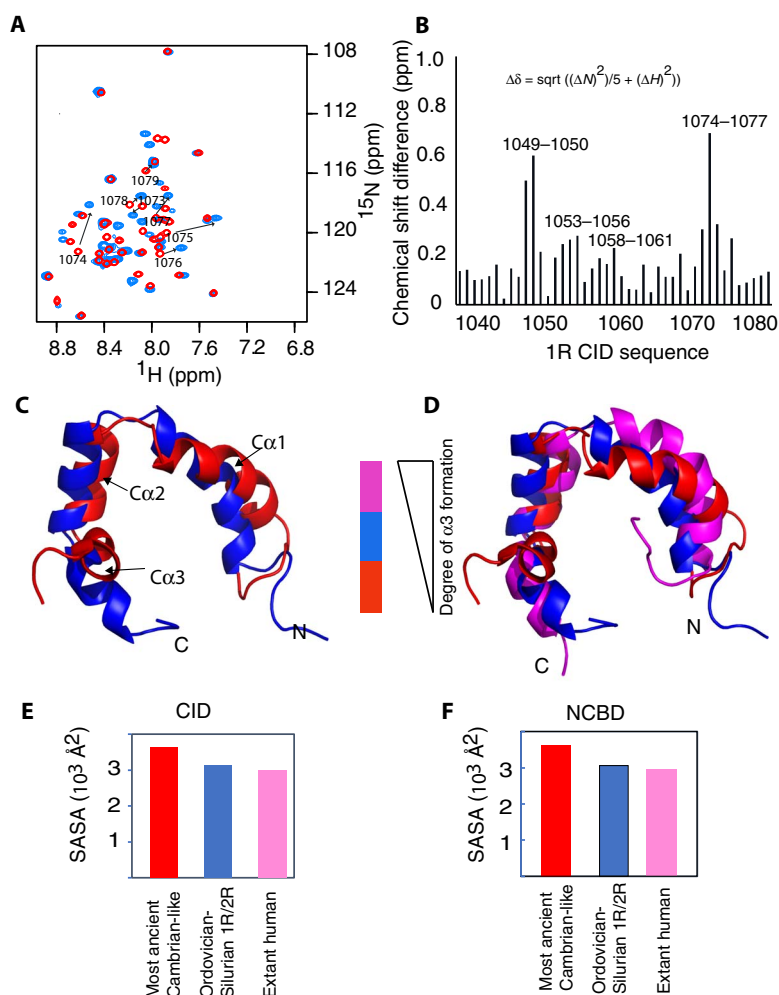 A
108
112
116
120
124
15N (ppm)
1079
1078
1073
1077
1075
1074
1076
8.8 8.4 8.0 7.6 7.2 6.8
1H (ppm)
B
Chemical shift difference (ppm)
1.0
0.8
0.6
0.4
0.2
0
Δδ = sqrt ((ΔN)2)/5 + (ΔH)2))
1074–1077
1049–1050
1053–1056
1058–1061
1040 1050 1060 1070 1080
1R CID sequence
C
Cα1
Cα2
Cα3
C
N
Degree of α3 formation
D
N
C
E
CID
SASA (103 Å2)
3
2
1
Most ancient
Cambrian-like
Ordovician-
Silurian 1R/2R
Extant human
F
NCBD
SASA (103 Å2)
3
2
1
Most ancient
Cambrian-like
Ordovician-
Silurian 1R/2R
Extant human